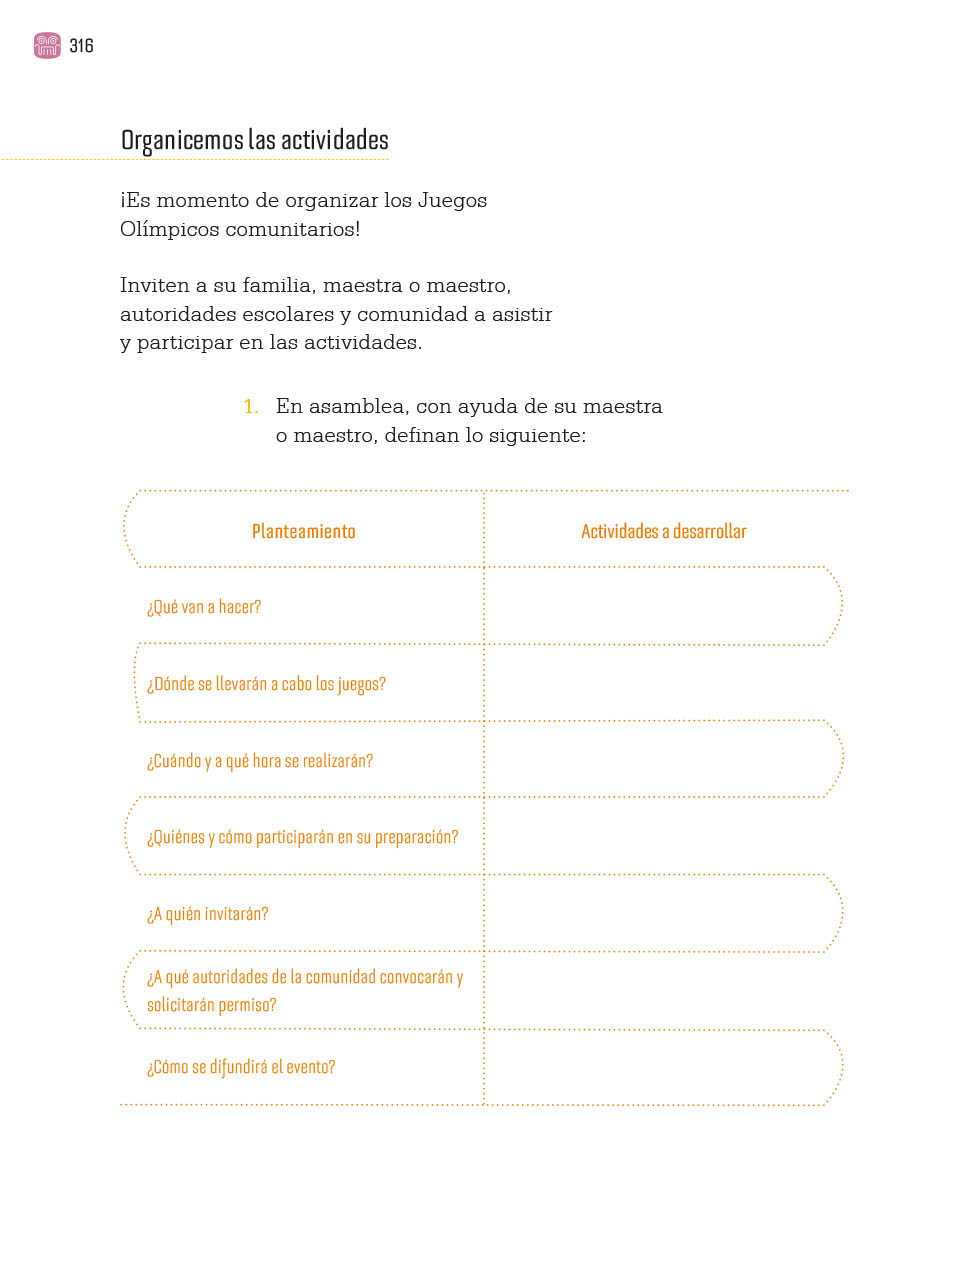 316
Organicemos las actividades
¡Es momento de organizar los Juegos
Olímpicos comunitarios!
Inviten a su familia, maestra o maestro,
autoridades escolares y comunidad a asistir
y participar en las actividades.
1. En asamblea, con ayuda de su maestra
o maestro, definan lo siguiente:
Planteamiento Actividades a desarrollar
¿Qué van a hacer?
¿Dónde se llevarán a cabo los juegos?
¿Cuándo y a qué hora se realizarán?
¿Quiénes y cómo participarán en su preparación?
¿A quién invitarán?
¿A qué autoridades de la comunidad convocarán y
solicitarán permiso?
¿Cómo se difundirá el evento?